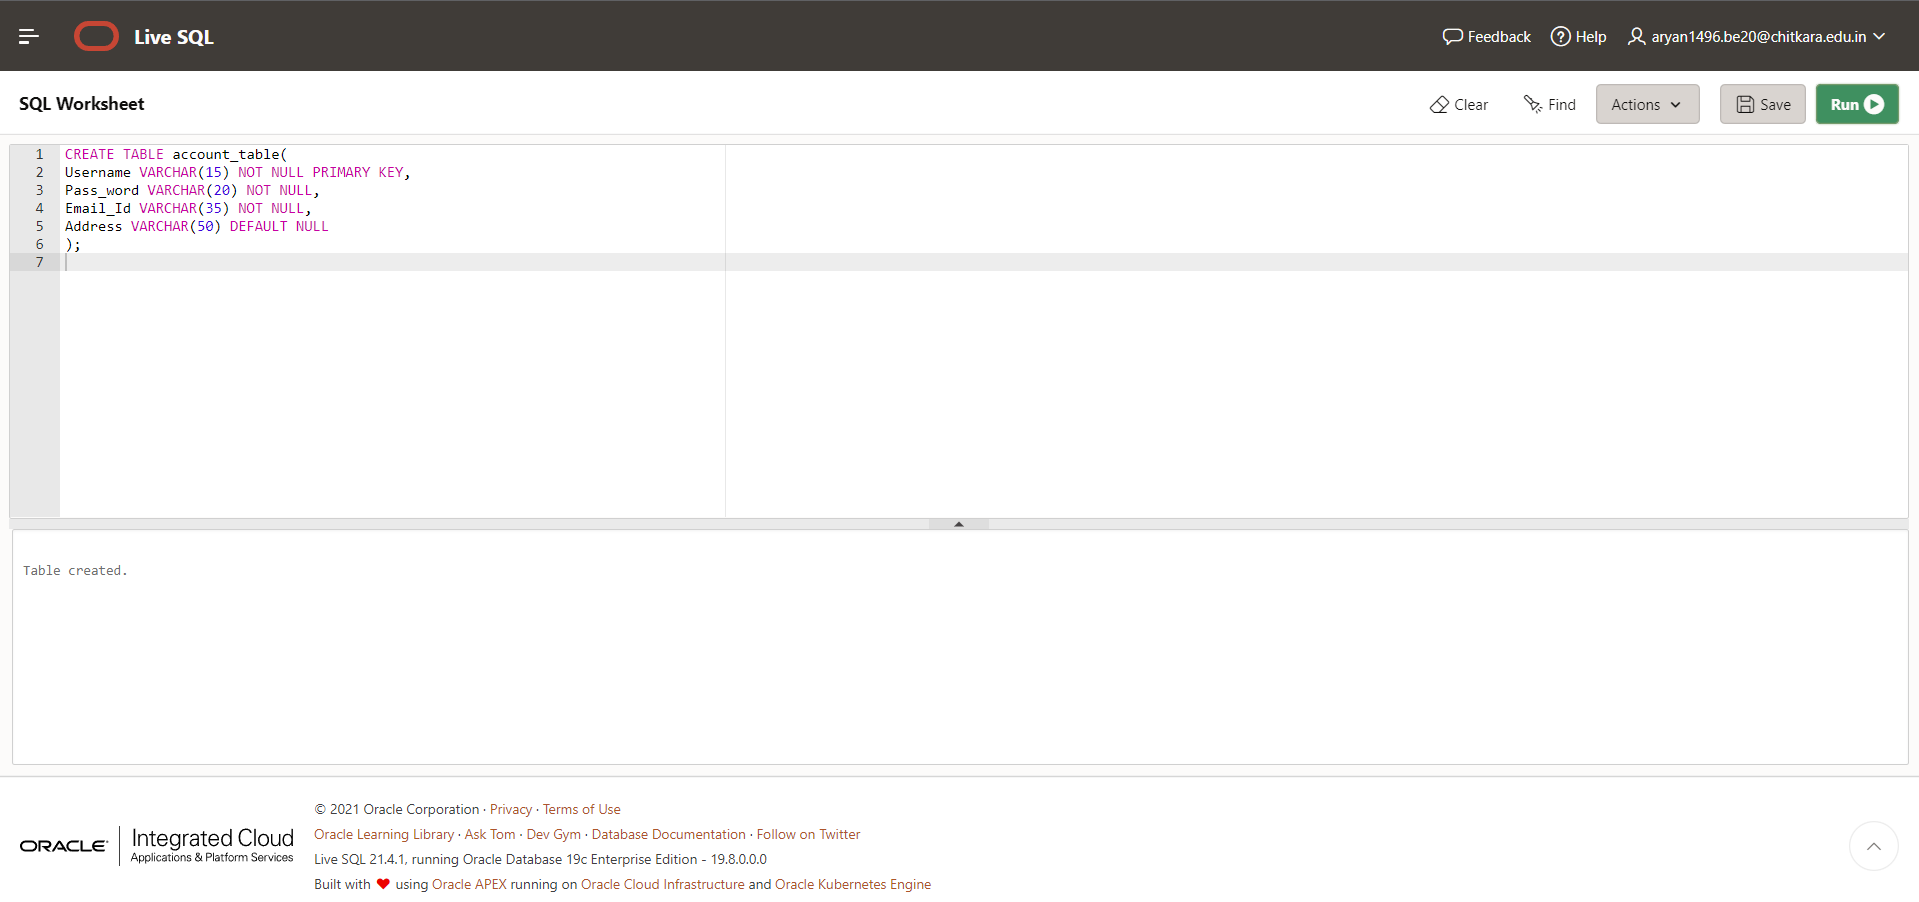 Live SQL
Feedback Help aryan1496.be20@chitkara.edu.in
SQL Worksheet
Clear Find Actions Save Run
1 CREATE TABLE account_table(
2 Username VARCHAR(15) NOT NULL PRIMARY KEY,
3 Pass_word VARCHAR(20) NOT NULL,
4 Email_Id VARCHAR(35) NOT NULL,
5 Address VARCHAR(50) DEFAULT NULL
6 );
7
Table created.
ORACLE Integrated Cloud
Applications & Platform Services
© 2021 Oracle Corporation · Privacy · Terms of Use
Oracle Learning Library · Ask Tom · Dev Gym · Database Documentation · Follow on Twitter
Live SQL 21.4.1, running Oracle Database 19c Enterprise Edition - 19.8.0.0.0
Built with ♥ using Oracle APEX running on Oracle Cloud Infrastructure and Oracle Kubernetes Engine